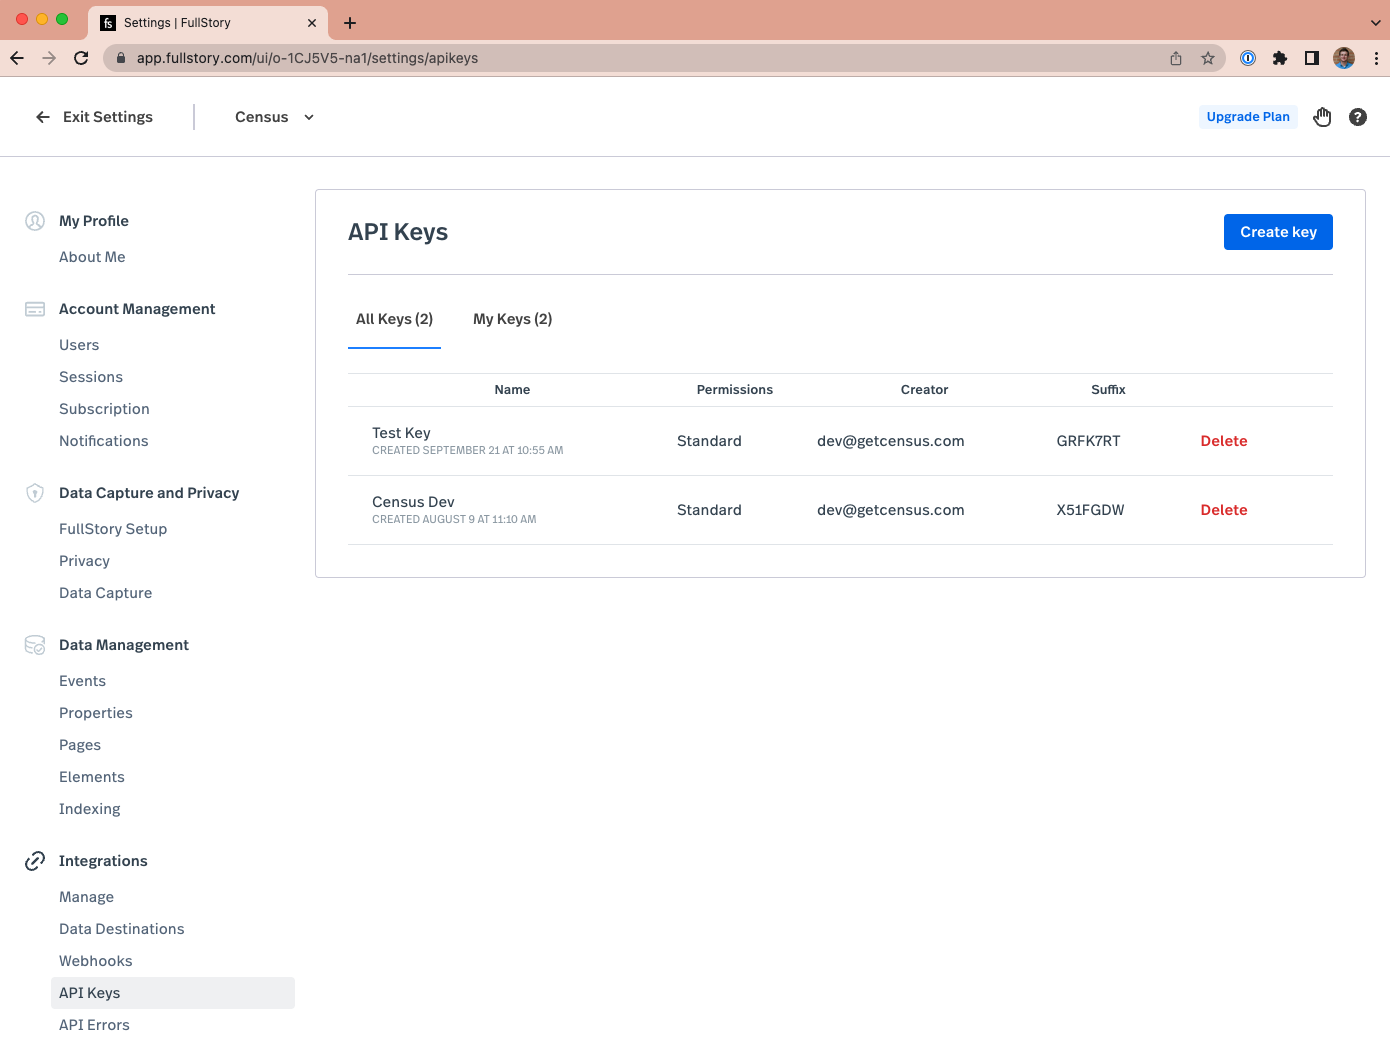 fs Settings | FullStory
app.fullstory.com/ui/o-1CJ5V5-na1/settings/apikeys
Exit Settings
Census
Upgrade Plan
?
My Profile
About Me
Account Management
Users
Sessions
Subscription
Notifications
Data Capture and Privacy
FullStory Setup
Privacy
Data Capture
Data Management
Events
Properties
Pages
Elements
Indexing
Integrations
Manage
Data Destinations
Webhooks
API Keys
API Errors
API Keys
Create key
All Keys (2) My Keys (2)
Name Permissions Creator Suffix
Test Key
CREATED SEPTEMBER 21 AT 10:55 AM
Standard dev@getcensus.com GRFK7RT Delete
Census Dev
CREATED AUGUST 9 AT 11:10 AM
Standard dev@getcensus.com X51FGDW Delete